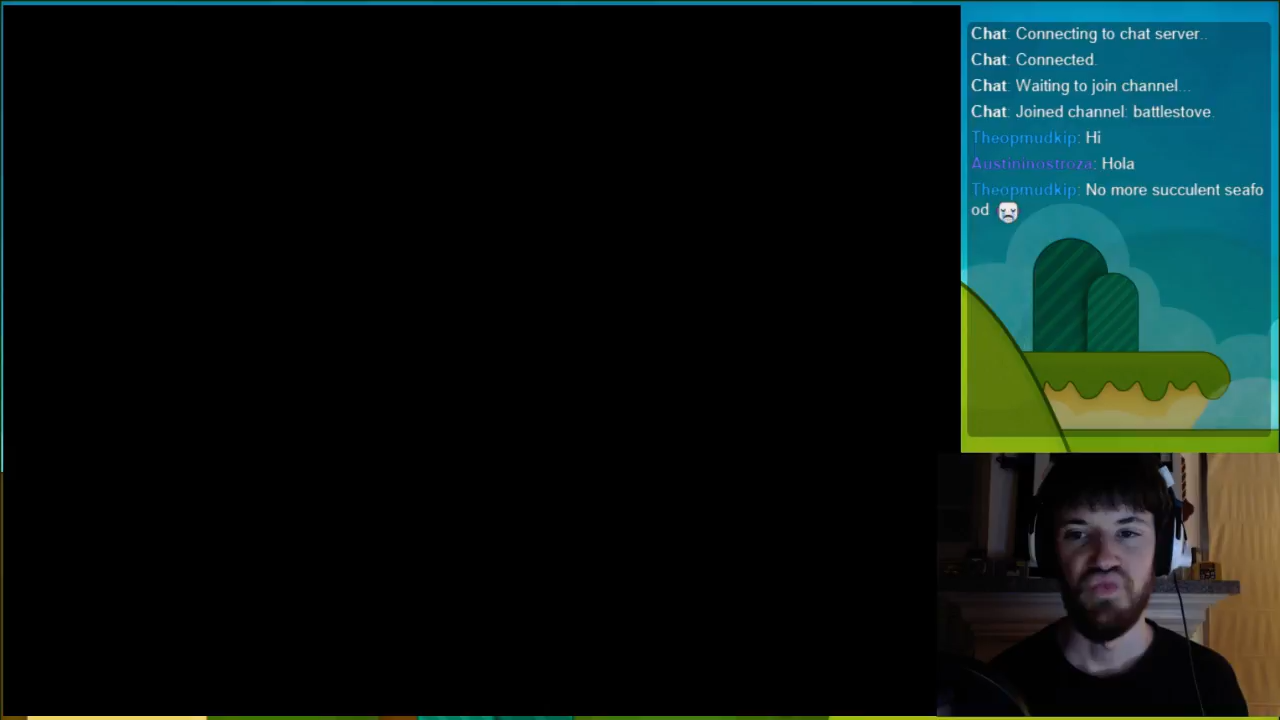 Chat: Connecting to chat server..
Chat: Connected.
Chat: Waiting to join channel...
Chat: Joined channel: battlestove.
Theopmudkip: Hi
Austininostroza: Hola
Theopmudkip: No more succulent seafo
od